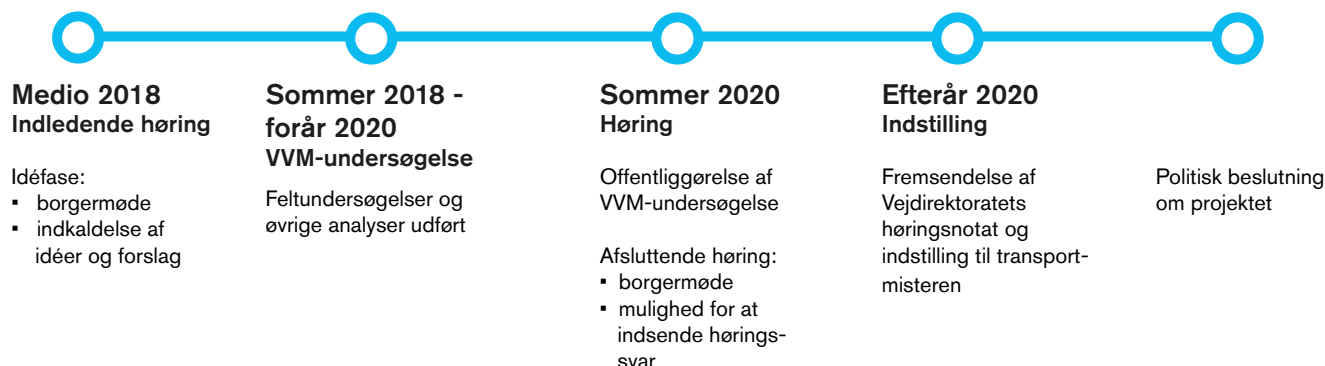 Medio 2018
Indledende høring
Idéfase:
▪ borgermøde
▪ indkaldelse af
idéer og forslag
Sommer 2018 -
forår 2020
VVM-undersøgelse
Feltundersøgelser og
øvrige analyser udført
Sommer 2020
Høring
Offentliggørelse af
VVM-undersøgelse
Afsluttende høring:
▪ borgermøde
▪ mulighed for at
indsende hørings-
svar
Efterår 2020
Indstilling
Fremsendelse af
Vejdirektoratets
høringsnotat og
indstilling til transport-
misteren
Politisk beslutning
om projektet